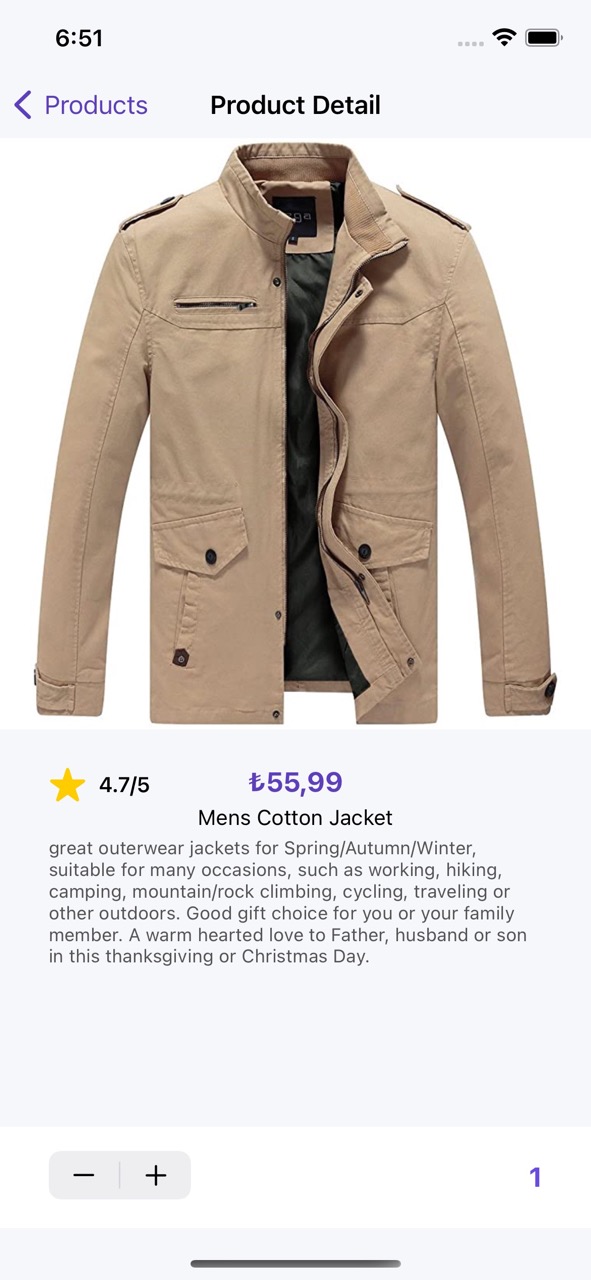 6:51
Products
Product Detail
4.7/5
₺55,99
Mens Cotton Jacket
great outerwear jackets for Spring/Autumn/Winter,
suitable for many occasions, such as working, hiking,
camping, mountain/rock climbing, cycling, traveling or
other outdoors. Good gift choice for you or your family
member. A warm hearted love to Father, husband or son
in this thanksgiving or Christmas Day.
1